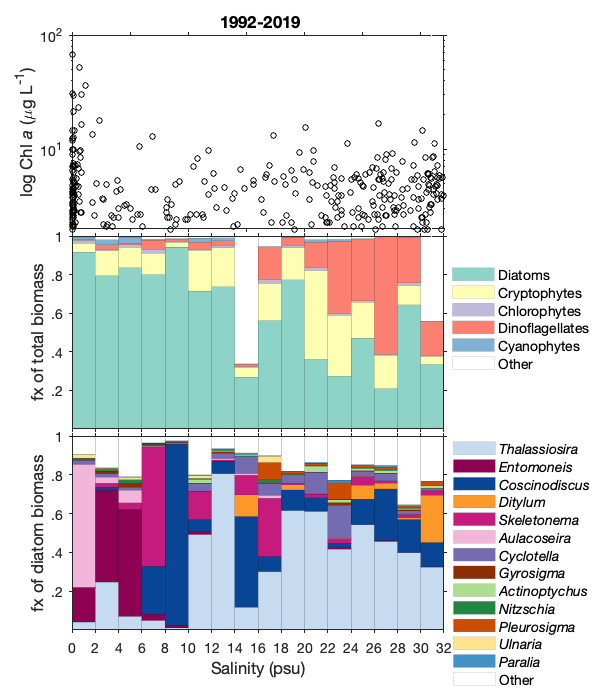 1992-2019
10²
10¹
log Chl a (μg L⁻¹)
1
.8
.6
.4
.2
fx of total biomass
Diatoms
Cryptophytes
Chlorophytes
Dinoflagellates
Cyanophytes
Other
1
.8
.6
.4
.2
fx of diatom biomass
Thalassiosira
Entomoneis
Coscinodiscus
Ditylum
Skeletonema
Aulacoseira
Cyclotella
Gyrosigma
Actinoptychus
Nitzschia
Pleurosigma
Ulnaria
Paralia
Other
0 2 4 6 8 10 12 14 16 18 20 22 24 26 28 30 32
Salinity (psu)